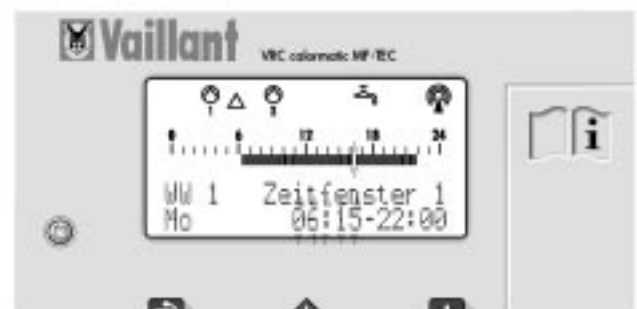 Vaillant
VRC calormatic MF-TEC
1 2
0 6 12 18 24
WW 1 Zeitfenster 1
Mo 06:15-22:00
i